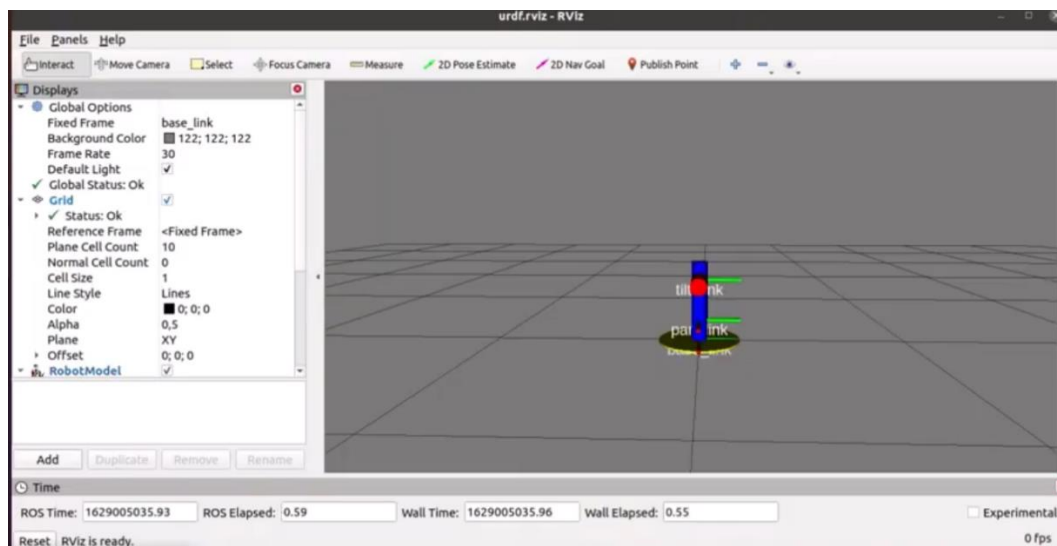 urdf.rviz - RViz
File Panels Help
Interact Move Camera Select Focus Camera Measure 2D Pose Estimate 2D Nav Goal Publish Point
Displays
Global Options
Fixed Frame base_link
Background Color 122; 122; 122
Frame Rate 30
Default Light
Global Status: Ok
Grid
Status: Ok
Reference Frame <Fixed Frame>
Plane Cell Count 10
Normal Cell Count 0
Cell Size 1
Line Style Lines
Color 0; 0; 0
Alpha 0,5
Plane XY
Offset 0; 0; 0
RobotModel
Add Duplicate Remove Rename
Time
ROS Time: 1629005035.93 ROS Elapsed: 0.59 Wall Time: 1629005035.96 Wall Elapsed: 0.55 Experimental
Reset RViz is ready. 0 fps